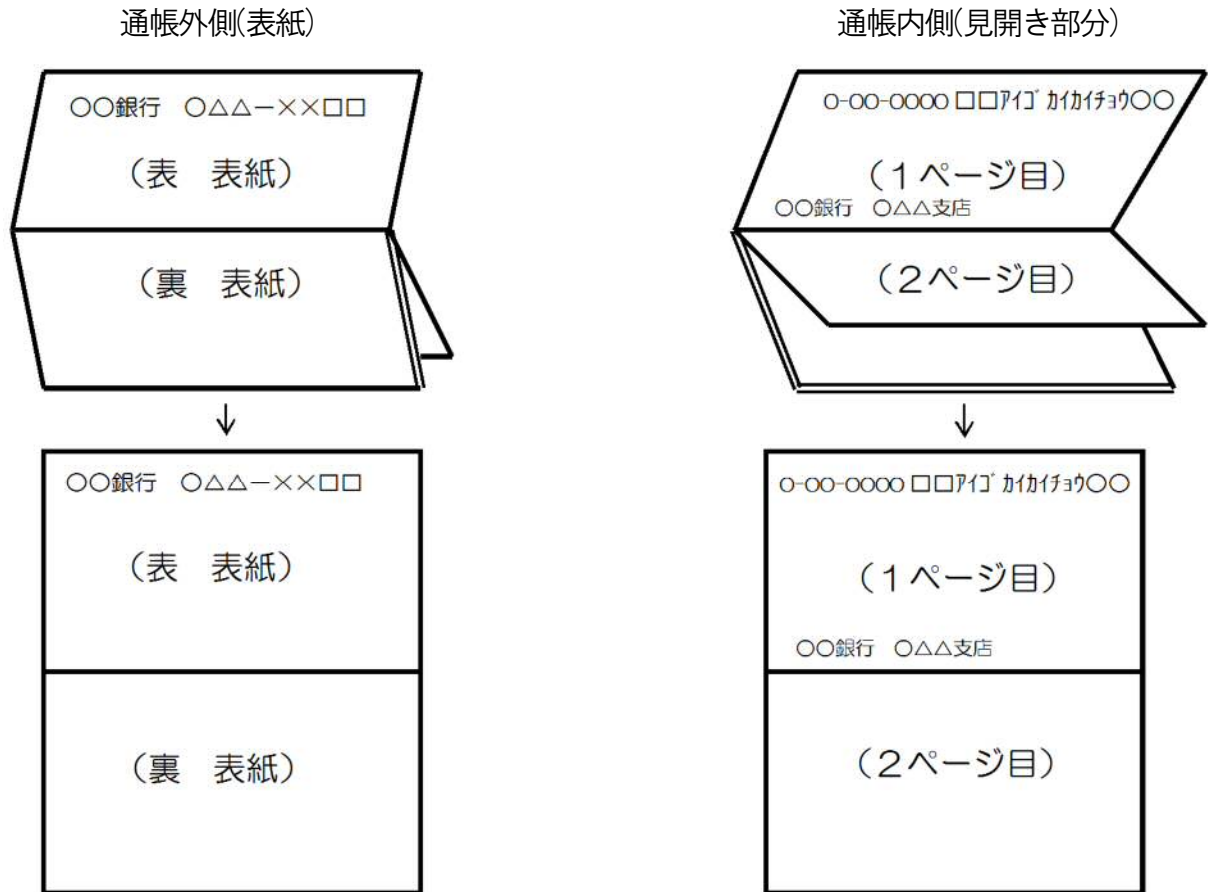 通帳外側(表紙)
○○銀行　○△△ー××□□
(表　表紙)
(裏　表紙)
↓
○○銀行　○△△ー××□□
(表　表紙)
(裏　表紙)
通帳内側(見開き部分)
0-00-0000 □□ｱｲｺﾞ ｶｲｶｲﾁｮｳ○○
(１ページ目)
○○銀行　○△△支店
(２ページ目)
↓
0-00-0000 □□ｱｲｺﾞ ｶｲｶｲﾁｮｳ○○
(１ページ目)
○○銀行　○△△支店
(２ページ目)